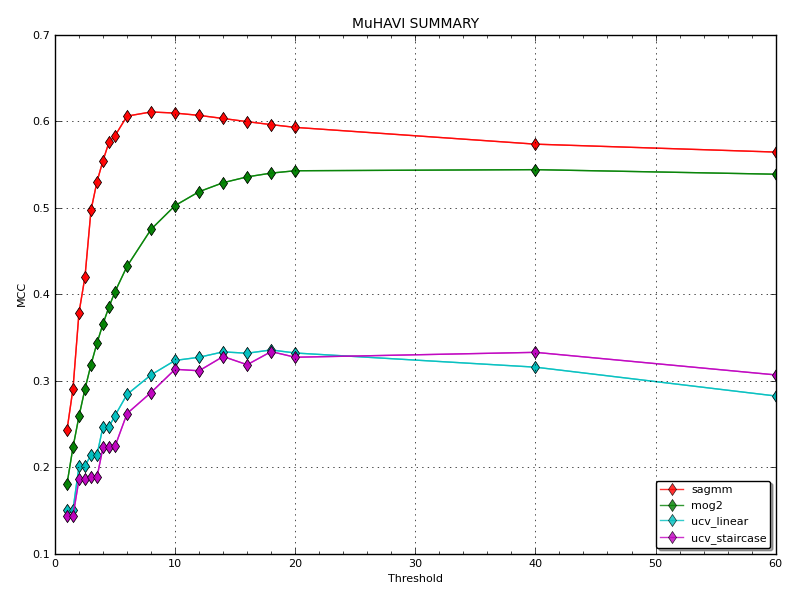 MuHAVI SUMMARY
0.7
0.6
0.5
0.4
0.3
0.2
0.1
MCC
0 10 20 30 40 50 60
Threshold
sagmm
mog2
ucv_linear
ucv_staircase